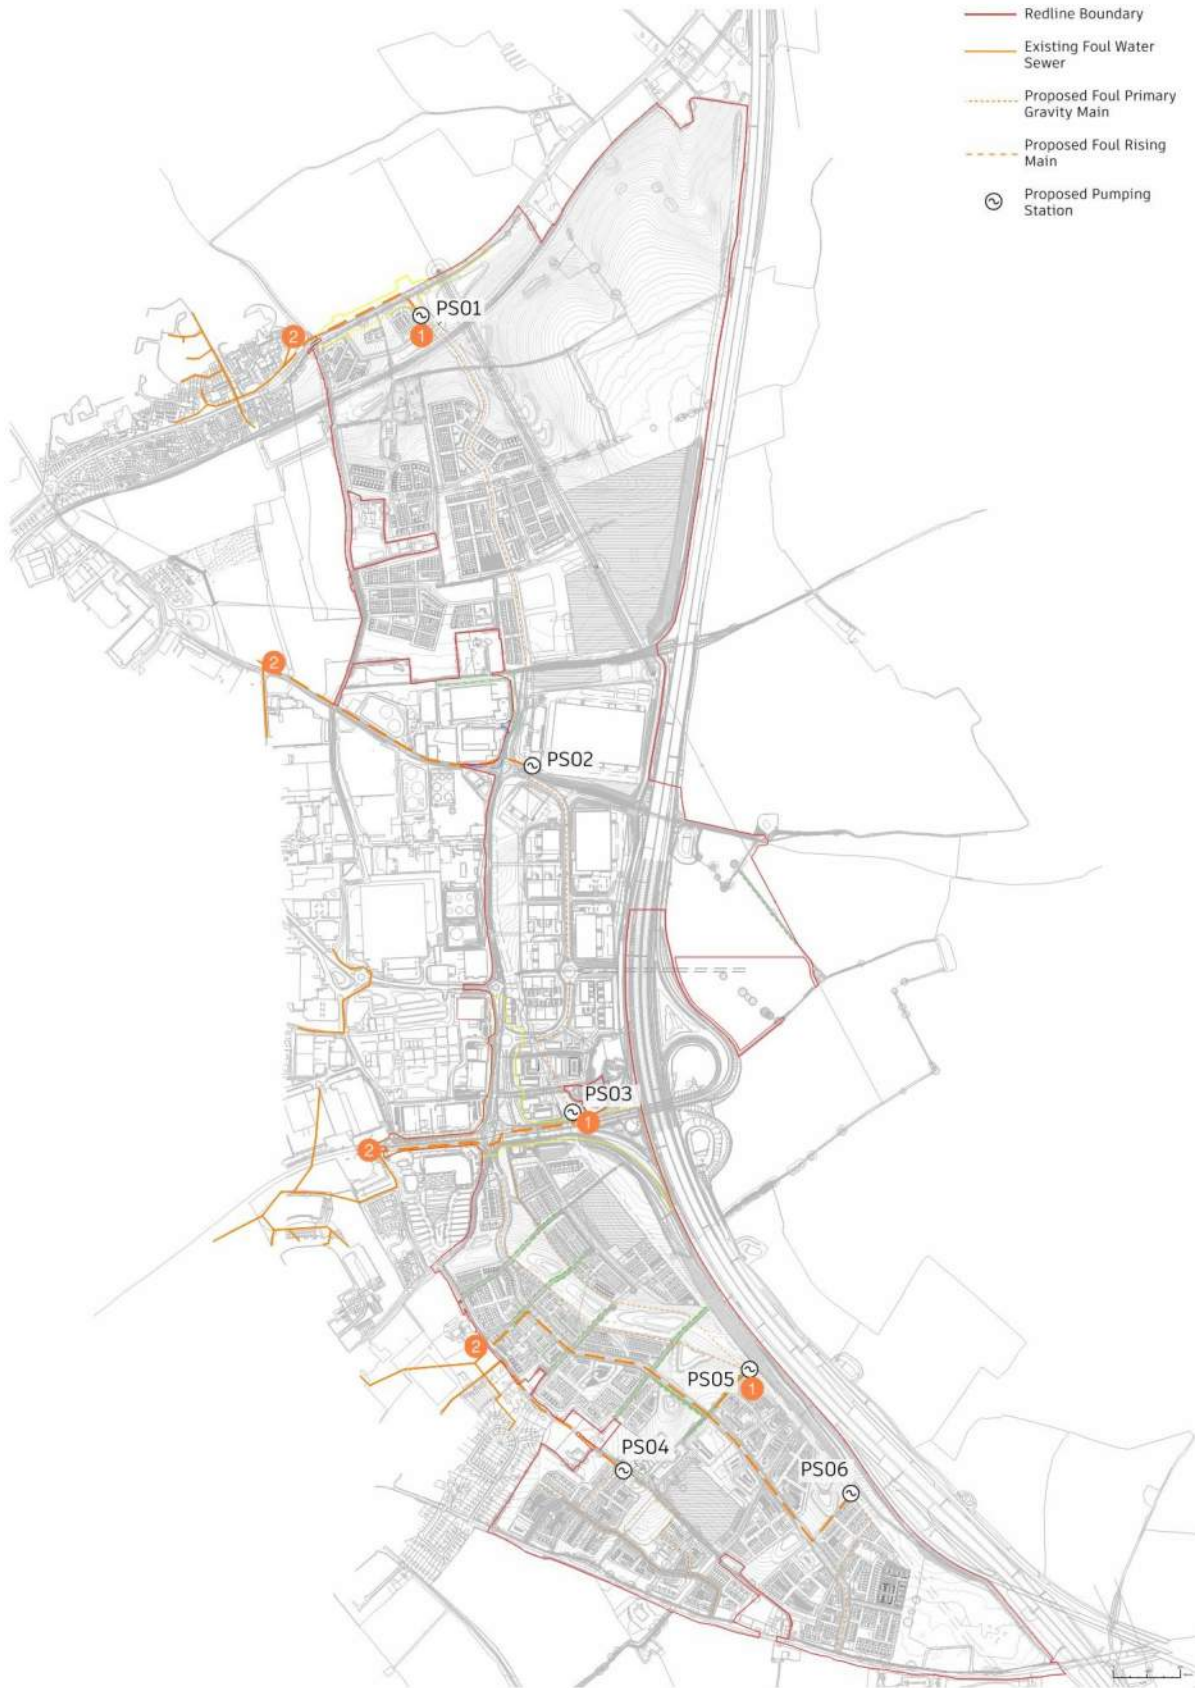 Redline Boundary
Existing Foul Water
Sewer
Proposed Foul Primary
Gravity Main
Proposed Foul Rising
Main
Proposed Pumping
Station
PS01
2
1
2
PS02
PS03
1
2
2
PS05
1
PS04
PS06